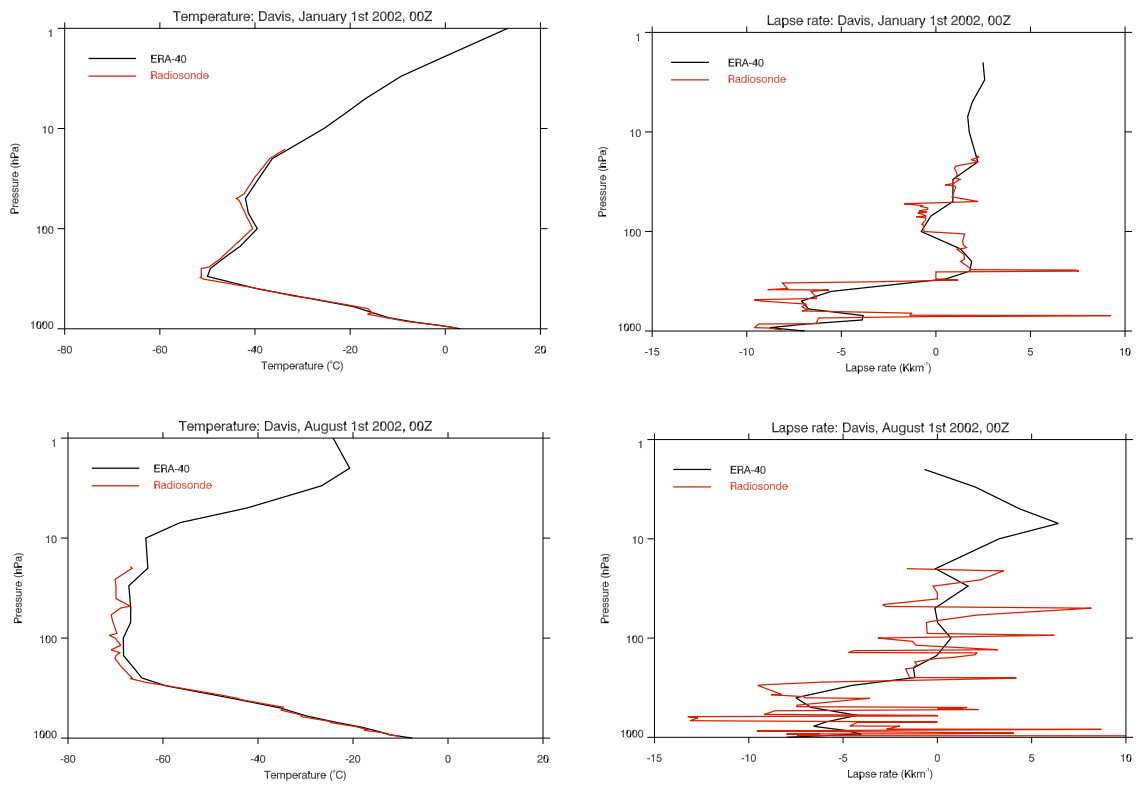 Temperature: Davis, January 1st 2002, 00Z
1
10
100
1000
Pressure (hPa)
ERA-40
Radiosonde
-80 -60 -40 -20 0 20
Temperature (°C)
Lapse rate: Davis, January 1st 2002, 00Z
1
10
100
1000
Pressure (hPa)
ERA-40
Radiosonde
-15 -10 -5 0 5 10
Lapse rate (Kkm⁻¹)
Temperature: Davis, August 1st 2002, 00Z
1
10
100
1000
Pressure (hPa)
ERA-40
Radiosonde
-80 -60 -40 -20 0 20
Temperature (°C)
Lapse rate: Davis, August 1st 2002, 00Z
1
10
100
1000
Pressure (hPa)
ERA-40
Radiosonde
-15 -10 -5 0 5 10
Lapse rate (Kkm⁻¹)